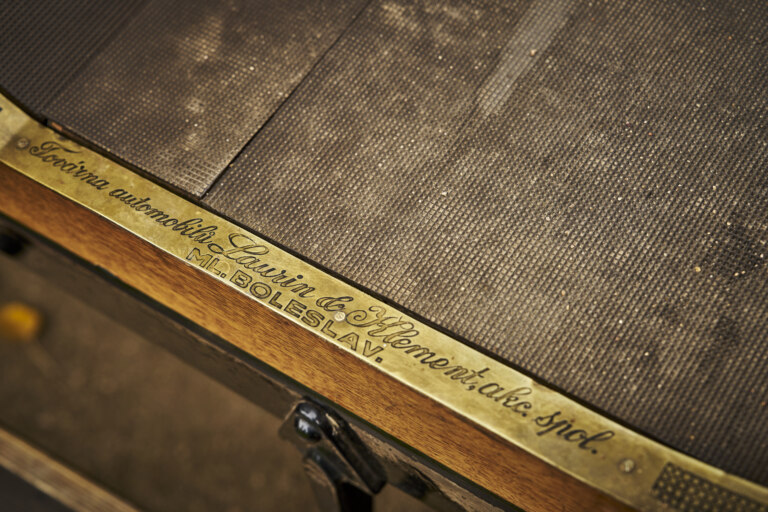 Továrna automobilů Laurin & Klement, akc. spol.
ML. BOLESLAV.